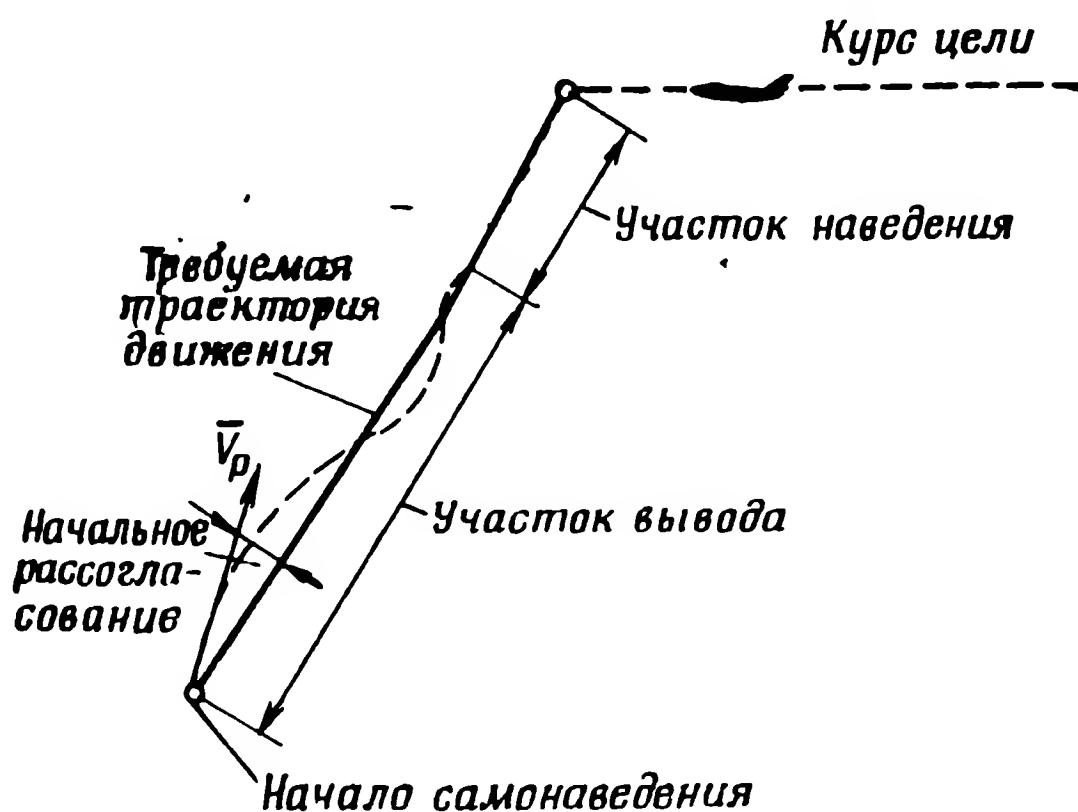 Курс цели
Участок наведения
Требуемая
траектория
движения
V̅p
Участок вывода
Начальное
рассогла-
сование
Начало самонаведения